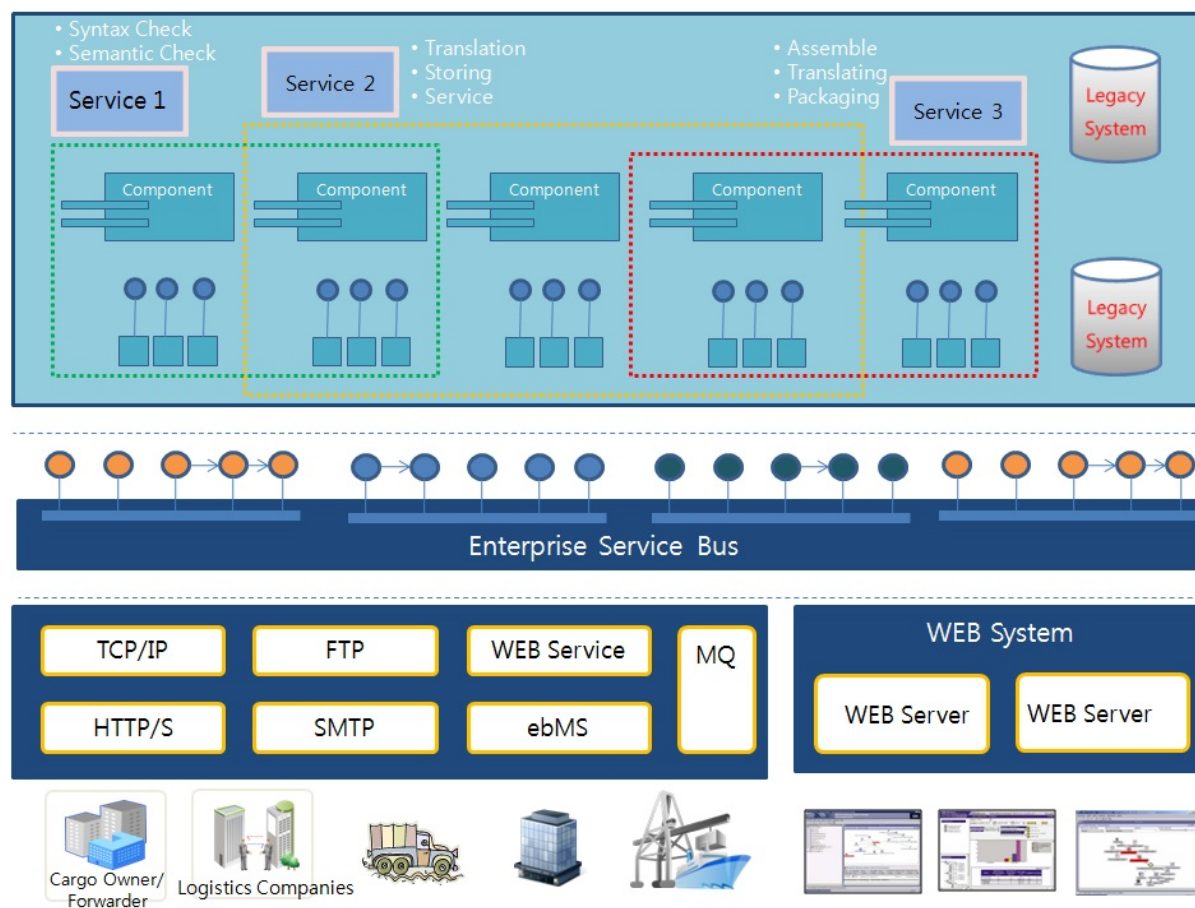 • Syntax Check
• Semantic Check
Service 1
Service 2
• Translation
• Storing
• Service
• Assemble
• Translating
• Packaging
Service 3
Legacy
System
Component
Component
Component
Component
Component
Legacy
System
Enterprise Service Bus
TCP/IP
FTP
WEB Service
MQ
HTTP/S
SMTP
ebMS
WEB System
WEB Server
WEB Server
Cargo Owner/
Forwarder
Logistics Companies